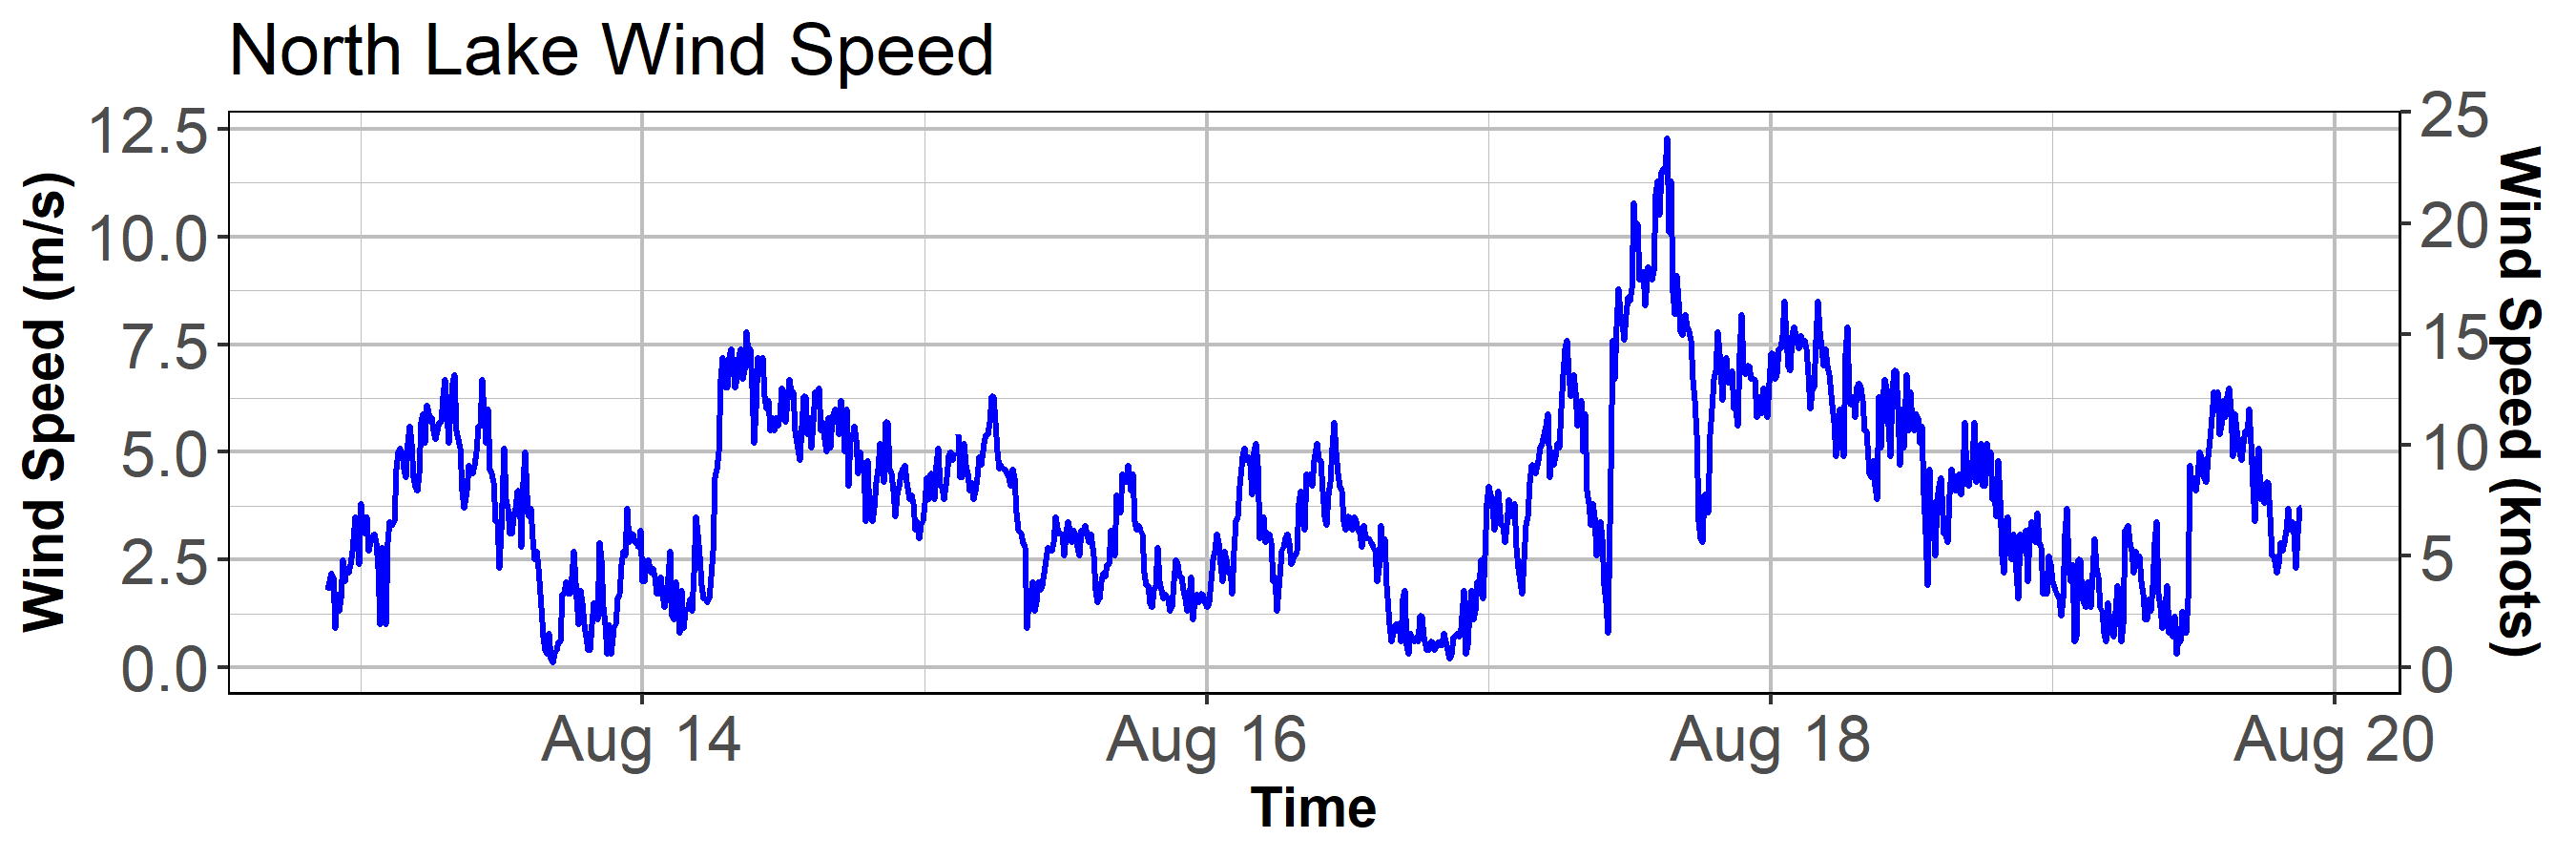 North Lake Wind Speed
Wind Speed (m/s)
12.5
10.0
7.5
5.0
2.5
0.0
25
20
15
10
5
0
Wind Speed (knots)
Aug 14 Aug 16 Aug 18 Aug 20
Time